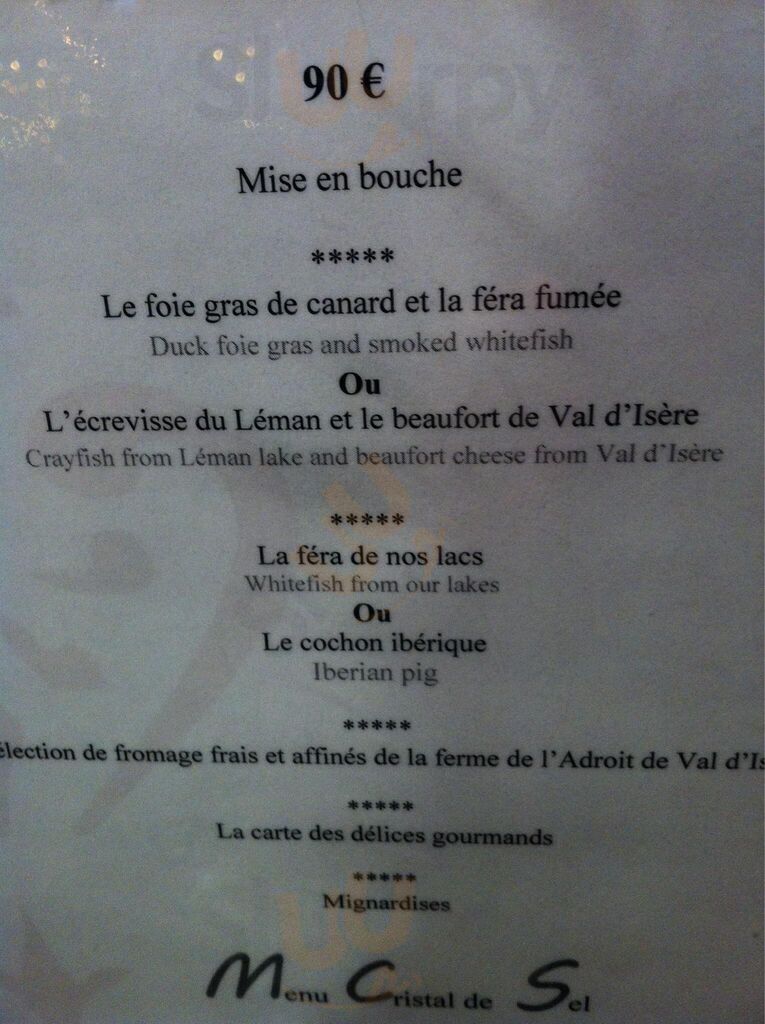 90 €
Mise en bouche
*****
Le foie gras de canard et la féra fumée
Duck foie gras and smoked whitefish
Ou
L'écrevisse du Léman et le beaufort de Val d'Isère
Crayfish from Léman lake and beaufort cheese from Val d'Isère
*****
La féra de nos lacs
Whitefish from our lakes
Ou
Le cochon ibérique
Iberian pig
*****
élection de fromage frais et affinés de la ferme de l'Adroit de Val d'Is
*****
La carte des délices gourmands
*****
Mignardises
Menu Cristal de Sel